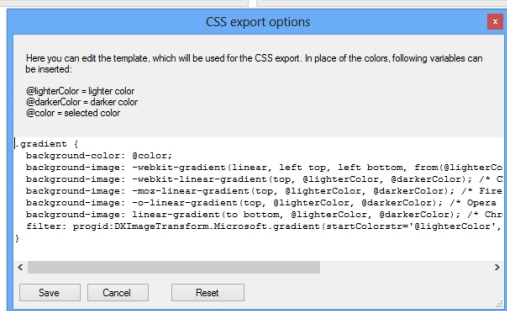 CSS export options
x
Here you can edit the template, which will be used for the CSS export. In place of the colors, following variables can
be inserted:
@lighterColor = lighter color
@darkerColor = darker color
@color = selected color
.gradient {
background-color: @color;
background-image: -webkit-gradient(linear, left top, left bottom, from(@lighterCo
background-image: -webkit-linear-gradient(top, @lighterColor, @darkerColor); /* C
background-image: -moz-linear-gradient(top, @lighterColor, @darkerColor); /* Fire
background-image: -o-linear-gradient(top, @lighterColor, @darkerColor); /* Opera
background-image: linear-gradient(to bottom, @lighterColor, @darkerColor); /* Chr
filter: progid:DXImageTransform.Microsoft.gradient(startColorstr='@lighterColor',
}
Save Cancel Reset